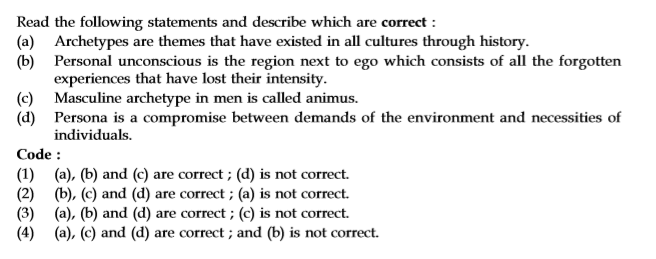 Read the following statements and describe which are correct :
(a) Archetypes are themes that have existed in all cultures through history.
(b) Personal unconscious is the region next to ego which consists of all the forgotten
experiences that have lost their intensity.
(c) Masculine archetype in men is called animus.
(d) Persona is a compromise between demands of the environment and necessities of
individuals.
Code :
(1) (a), (b) and (c) are correct ; (d) is not correct.
(2) (b), (c) and (d) are correct ; (a) is not correct.
(3) (a), (b) and (d) are correct ; (c) is not correct.
(4) (a), (c) and (d) are correct ; and (b) is not correct.